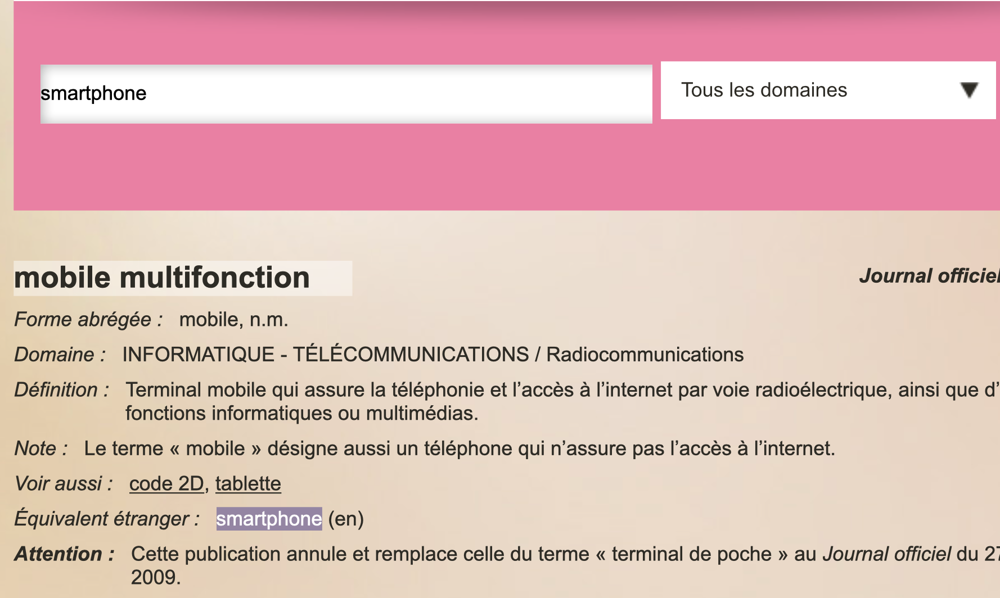 smartphone
Tous les domaines
mobile multifonction
Journal officiel
Forme abrégée : mobile, n.m.
Domaine : INFORMATIQUE - TÉLÉCOMMUNICATIONS / Radiocommunications
Définition : Terminal mobile qui assure la téléphonie et l’accès à l’internet par voie radioélectrique, ainsi que d’
fonctions informatiques ou multimédias.
Note : Le terme « mobile » désigne aussi un téléphone qui n’assure pas l’accès à l’internet.
Voir aussi : code 2D, tablette
Équivalent étranger : smartphone (en)
Attention : Cette publication annule et remplace celle du terme « terminal de poche » au Journal officiel du 27
2009.